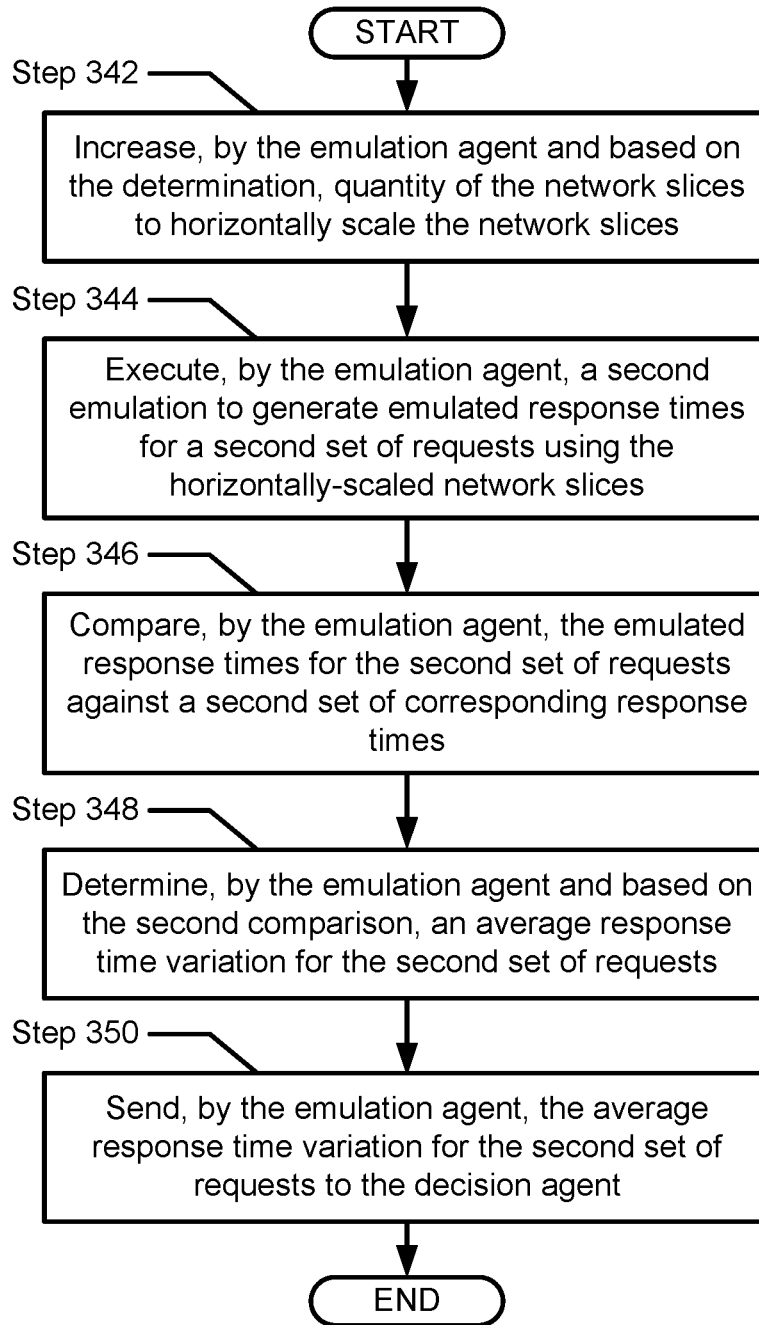 START
Step 342
Increase, by the emulation agent and based on
the determination, quantity of the network slices
to horizontally scale the network slices
Step 344
Execute, by the emulation agent, a second
emulation to generate emulated response times
for a second set of requests using the
horizontally-scaled network slices
Step 346
Compare, by the emulation agent, the emulated
response times for the second set of requests
against a second set of corresponding response
times
Step 348
Determine, by the emulation agent and based on
the second comparison, an average response
time variation for the second set of requests
Step 350
Send, by the emulation agent, the average
response time variation for the second set of
requests to the decision agent
END